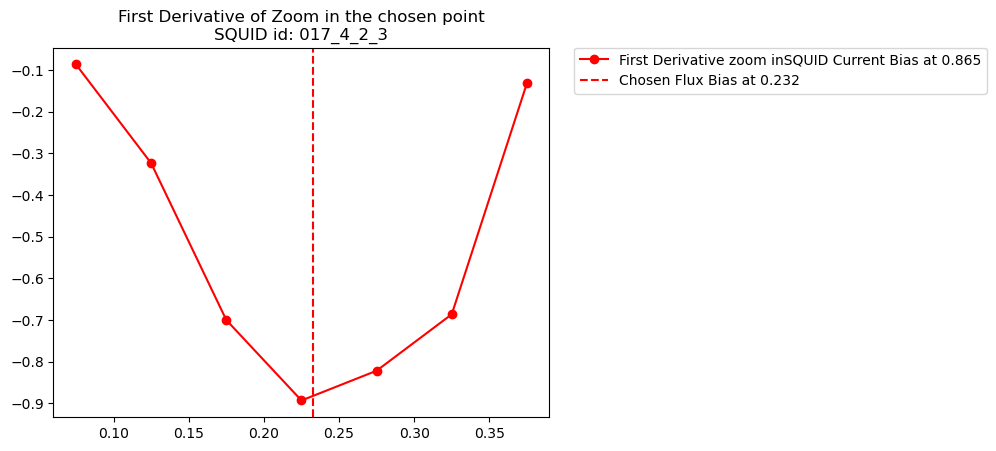 First Derivative of Zoom in the chosen point
SQUID id: 017_4_2_3
First Derivative zoom inSQUID Current Bias at 0.865
Chosen Flux Bias at 0.232
−0.1
−0.2
−0.3
−0.4
−0.5
−0.6
−0.7
−0.8
−0.9
0.10 0.15 0.20 0.25 0.30 0.35